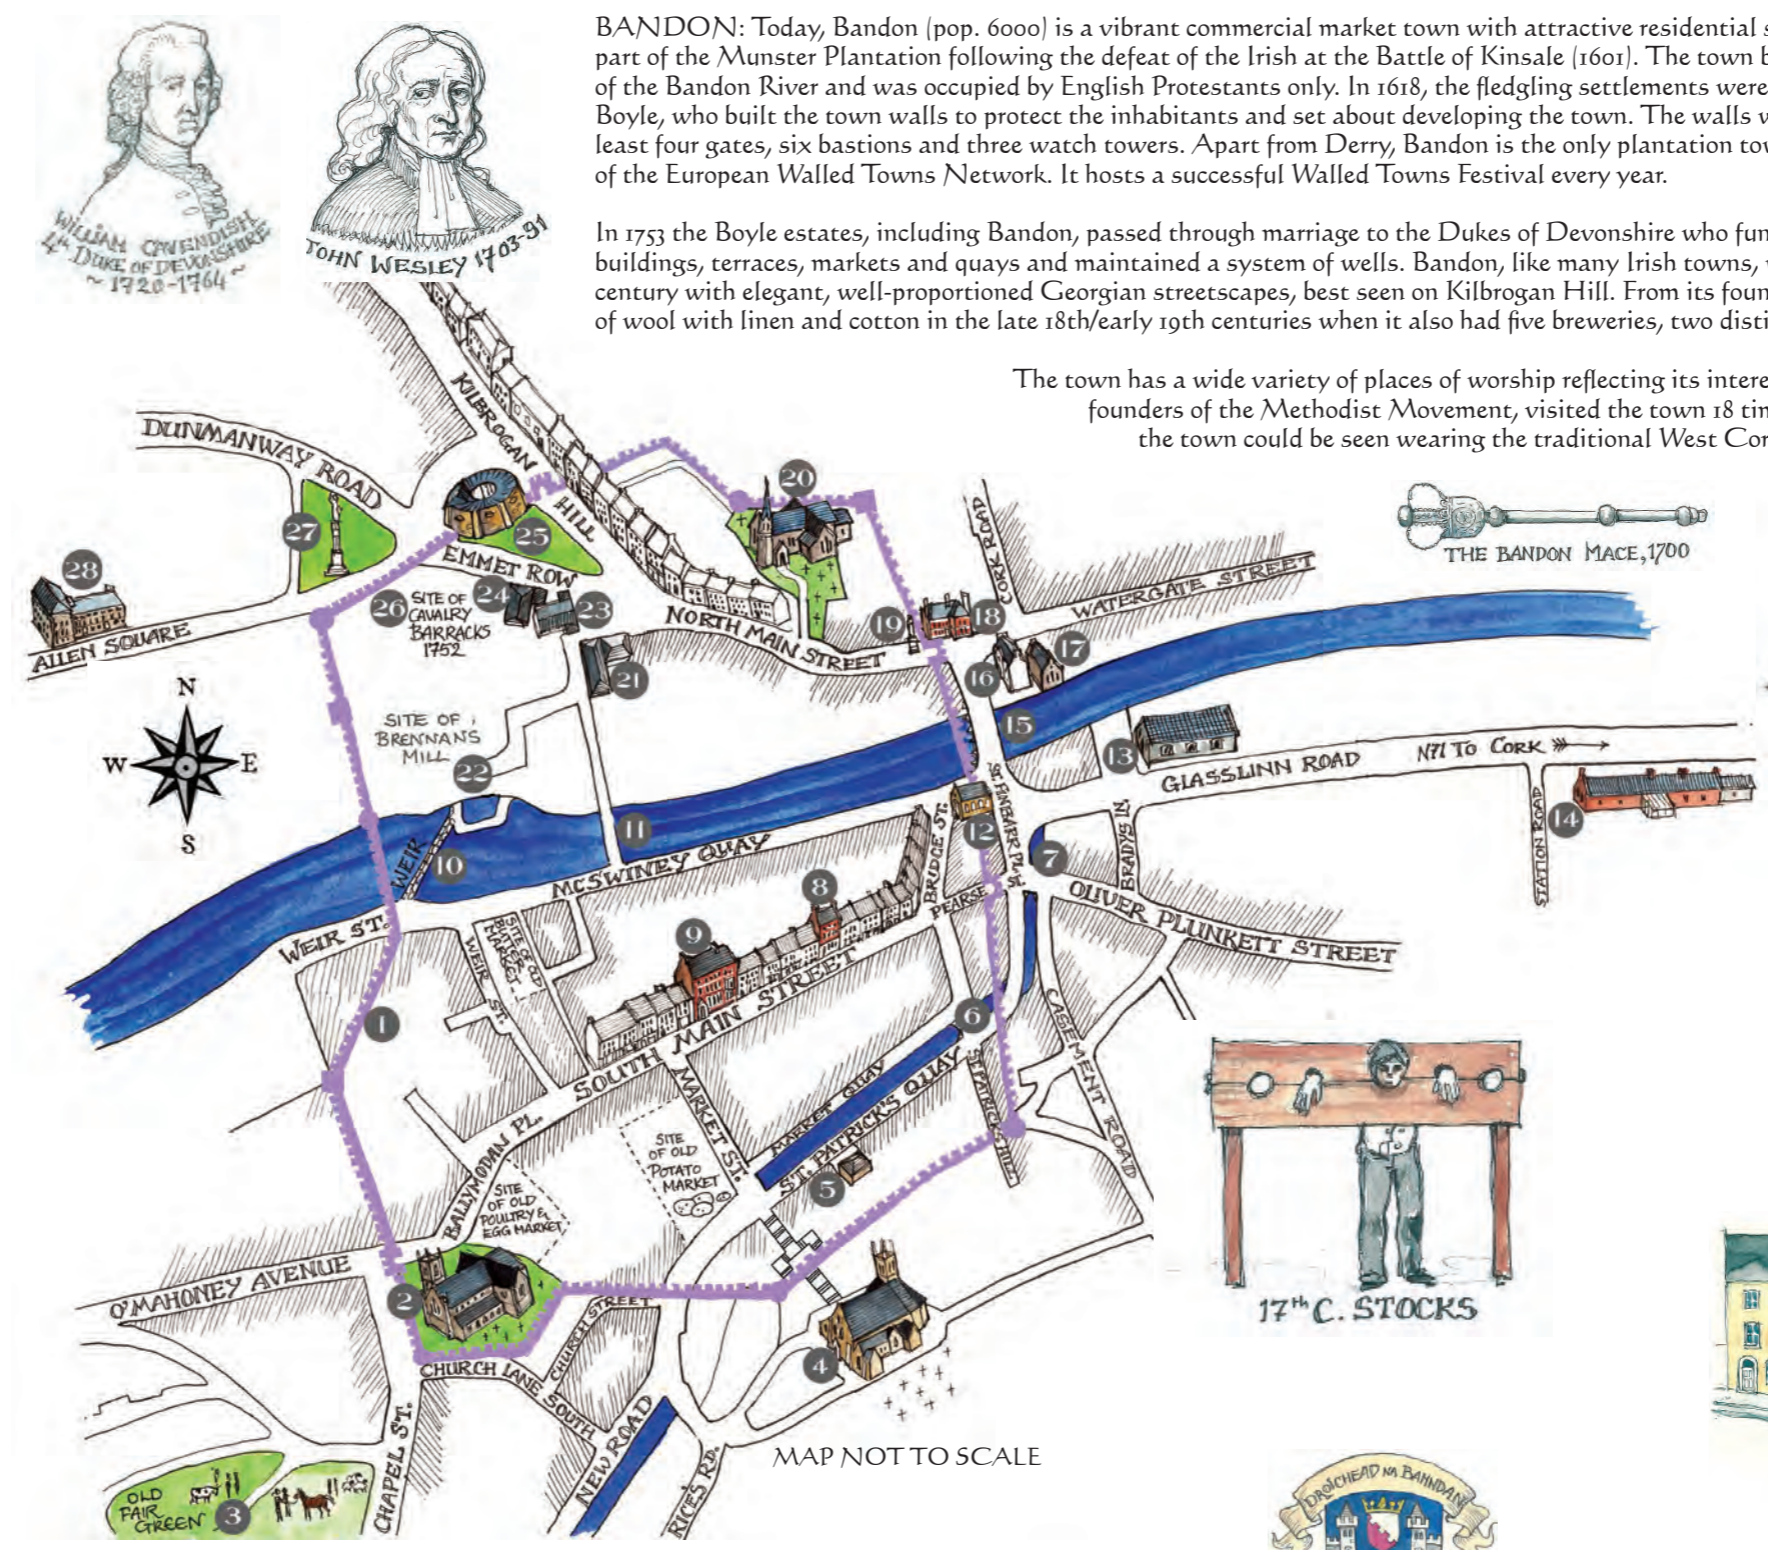 BANDON: Today, Bandon (pop. 6000) is a vibrant commercial market town with attractive residential
part of the Munster Plantation following the defeat of the Irish at the Battle of Kinsale (1601). The town
of the Bandon River and was occupied by English Protestants only. In 1618, the fledgling settlements were
Boyle, who built the town walls to protect the inhabitants and set about developing the town. The walls
least four gates, six bastions and three watch towers. Apart from Derry, Bandon is the only plantation
of the European Walled Towns Network. It hosts a successful Walled Towns Festival every year.
In 1753 the Boyle estates, including Bandon, passed through marriage to the Dukes of Devonshire who
buildings, terraces, markets and quays and maintained a system of wells. Bandon, like many Irish towns,
century with elegant, well-proportioned Georgian streetscapes, best seen on Kilbrogan Hill. From its
of wool with linen and cotton in the late 18th/early 19th centuries when it also had five breweries, two
The town has a wide variety of places of worship reflecting its
founders of the Methodist Movement, visited the town 18
the town could be seen wearing the traditional West
WILLIAM CAVENDISH
4th DUKE OF DEVONSHIRE
~ 1720-1764 ~
JOHN WESLEY 1703-91
THE BANDON MACE, 1700
KILBROGAN HILL
DUNMANWAY ROAD
20
27
25
EMMET ROW
28
ALLEN SQUARE
26
SITE OF
CAVALRY
BARRACKS
1752
24
23
NORTH MAIN STREET
19
18
CORK ROAD
WATERGATE STREET
17
16
21
N
W
E
S
SITE OF
BRENNANS
MILL
22
15
13
GLASSLINN ROAD
N71 TO CORK
STATION ROAD
14
ST. FINBARR PL.
12
BRIDGE ST.
11
MCSWINEY QUAY
WEIR
10
7
BRADYS LN.
OLIVER PLUNKETT STREET
PEARSE ST.
8
9
WEIR ST.
WEIR ST.
SITE OF OLD
BUTTER
MARKET
SOUTH MAIN STREET
1
6
CASEMENT ROAD
MARKET QUAY
ST. PATRICK'S QUAY
ST. PATRICKS HILL
MARKET ST.
BALLYMODAN PL.
SITE
OF OLD
POTATO
MARKET
5
SITE
OF OLD
POULTRY &
EGG MARKET
O'MAHONEY AVENUE
2
CHURCH STREET
CHURCH LANE SOUTH
4
CHAPEL ST.
NEW ROAD
RICE'S RD.
OLD
FAIR
GREEN
3
MAP NOT TO SCALE
17th C. STOCKS
DROICHEAD NA BANNDAN